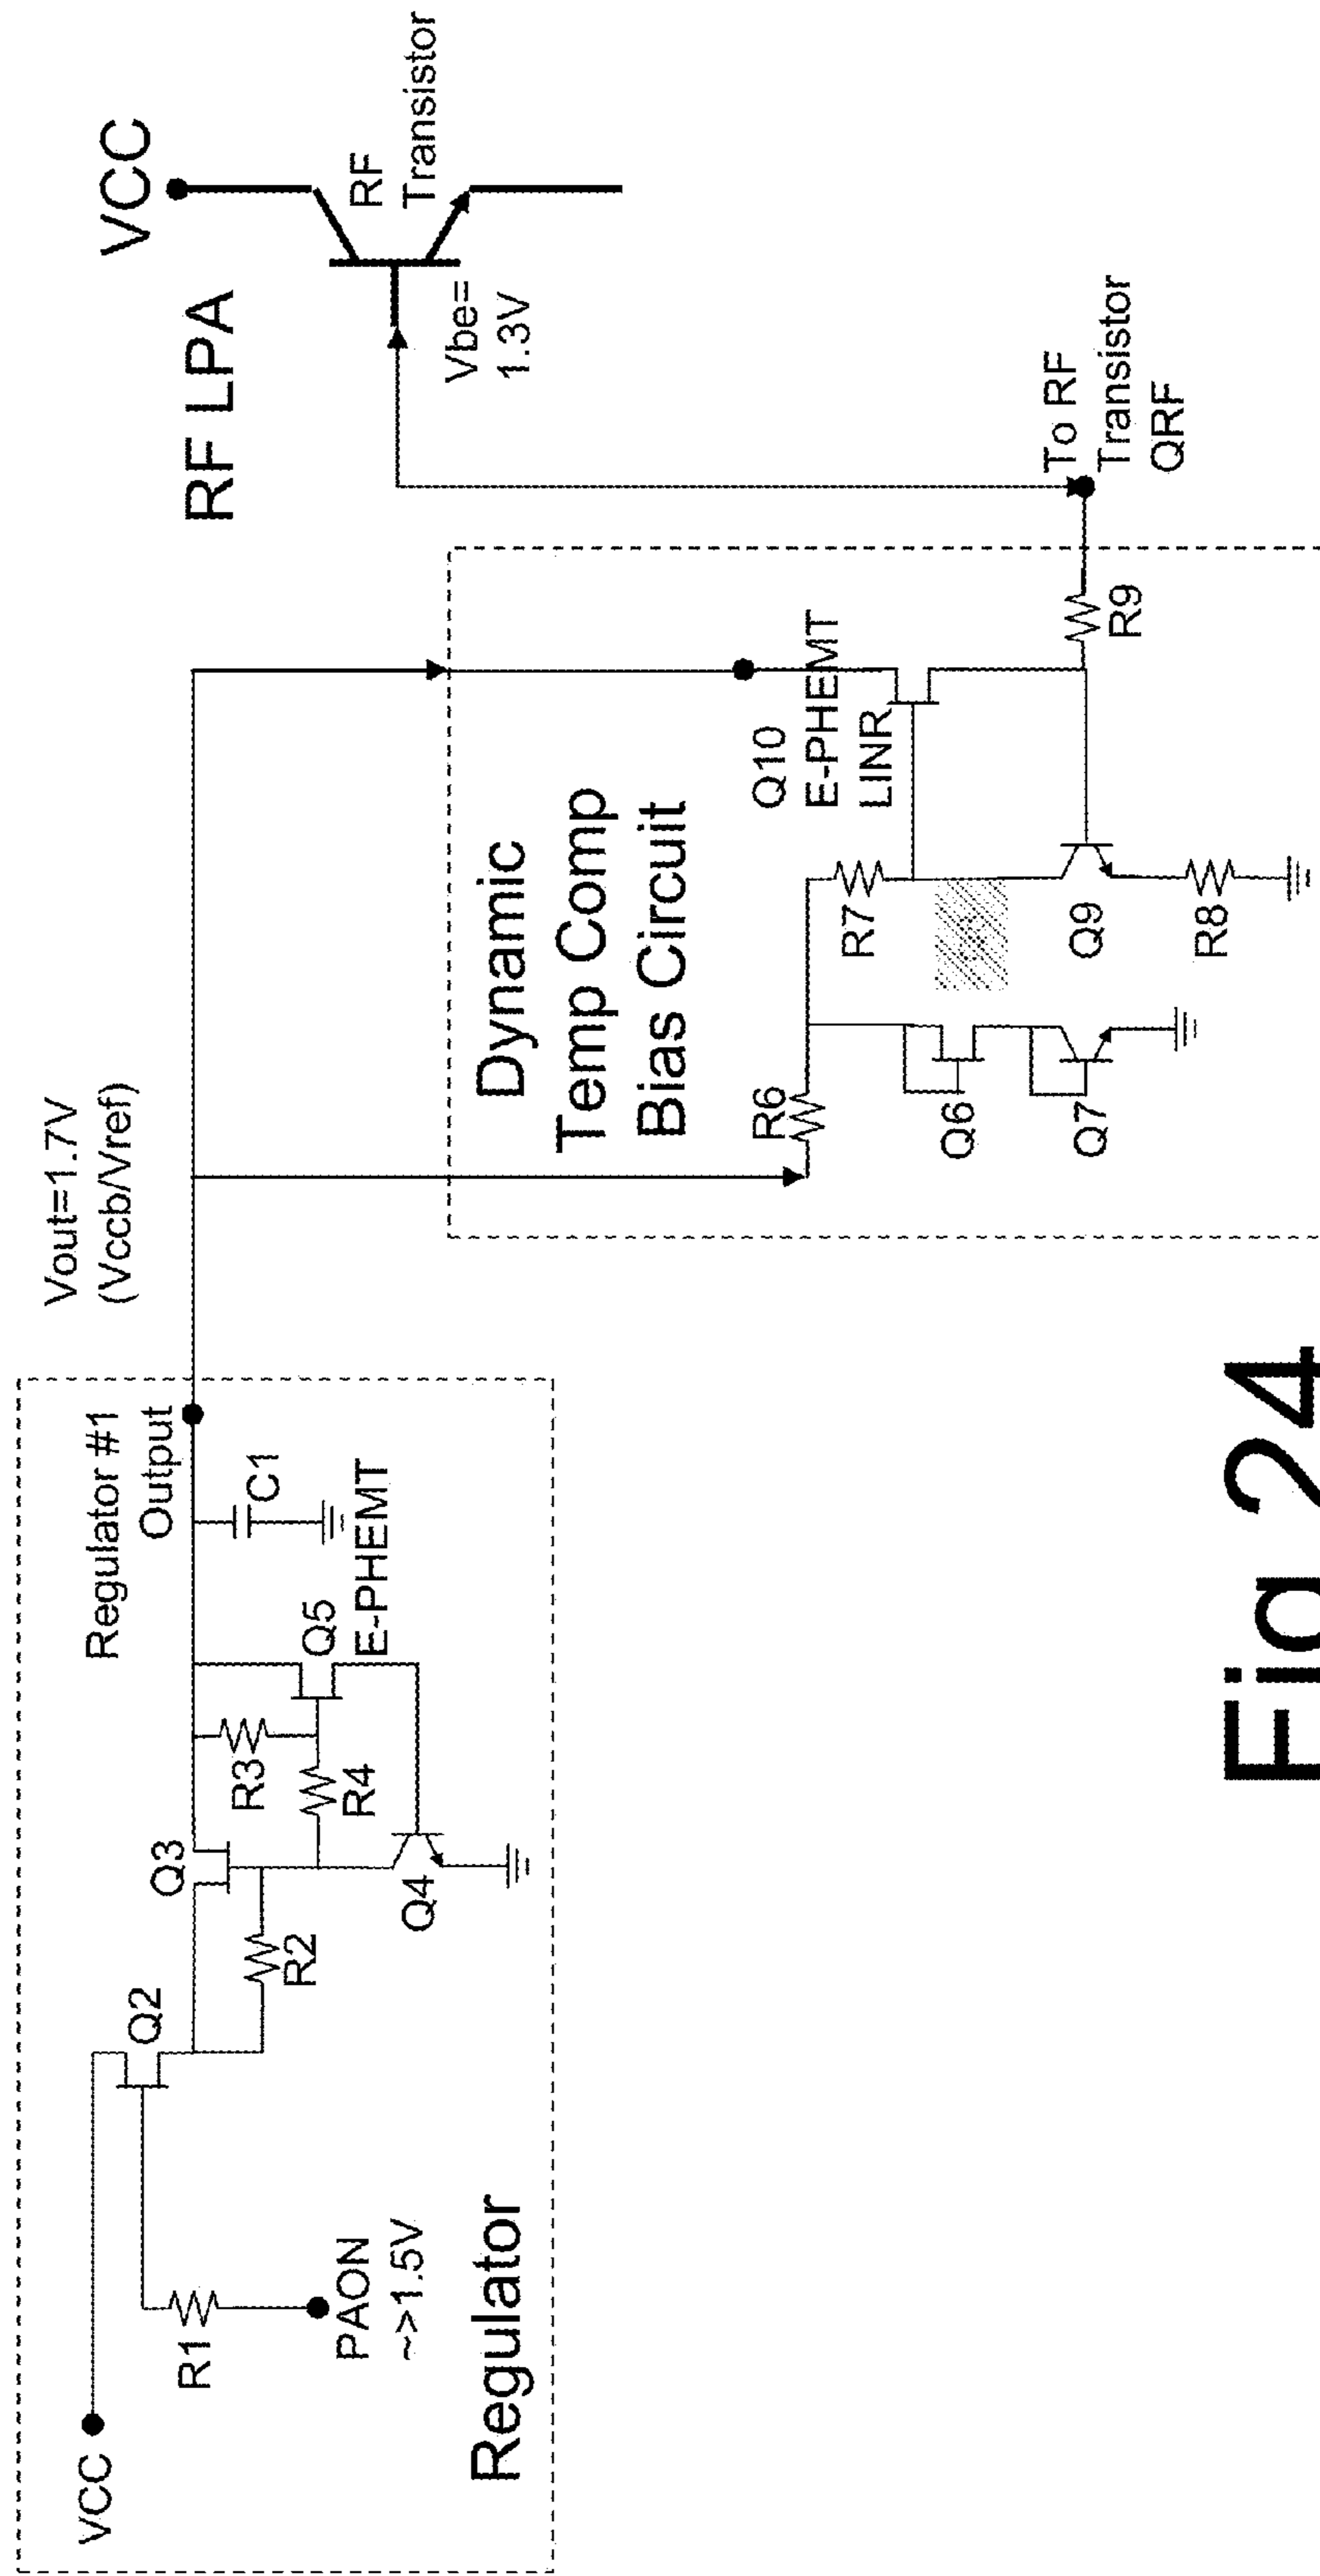 VCC
R1
PAON
~>1.5V
Regulator
Q2
R2
Q3
Q4
R3
R4
Q5
E-PHEMT
C1
Regulator #1
Output
Vout=1.7V
(Vccb/Vref)
Dynamic
Temp Comp
Bias Circuit
R6
Q6
Q7
R7
Q9
R8
Q10
E-PHEMT
LINR
R9
To RF
Transistor
QRF
RF LPA
VCC
RF
Transistor
Vbe=
1.3V
Fig 24